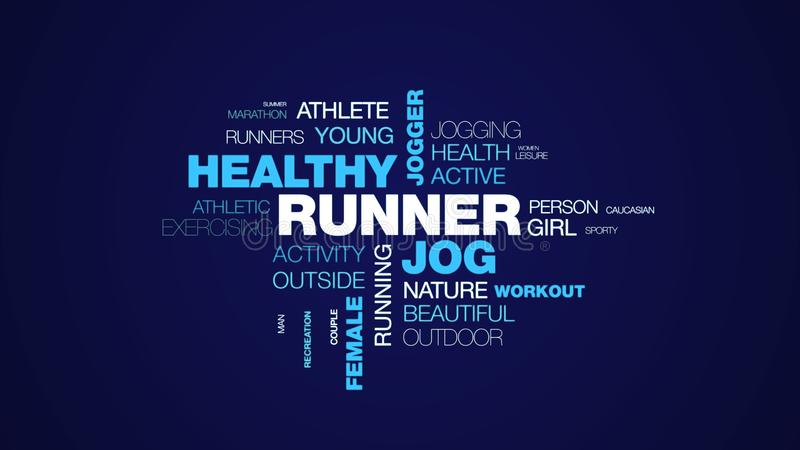 SUMMER
MARATHON
ATHLETE
JOGGER
JOGGING
RUNNERS
YOUNG
HEALTH
WOMEN
LEISURE
HEALTHY
ACTIVE
ATHLETIC
RUNNER
PERSON
CAUCASIAN
EXERCISING
GIRL
SPORTY
ACTIVITY
JOG
OUTSIDE
RUNNING
NATURE
WORKOUT
FEMALE
BEAUTIFUL
MAN
RECREATION
COUPLE
OUTDOOR
dreamstime